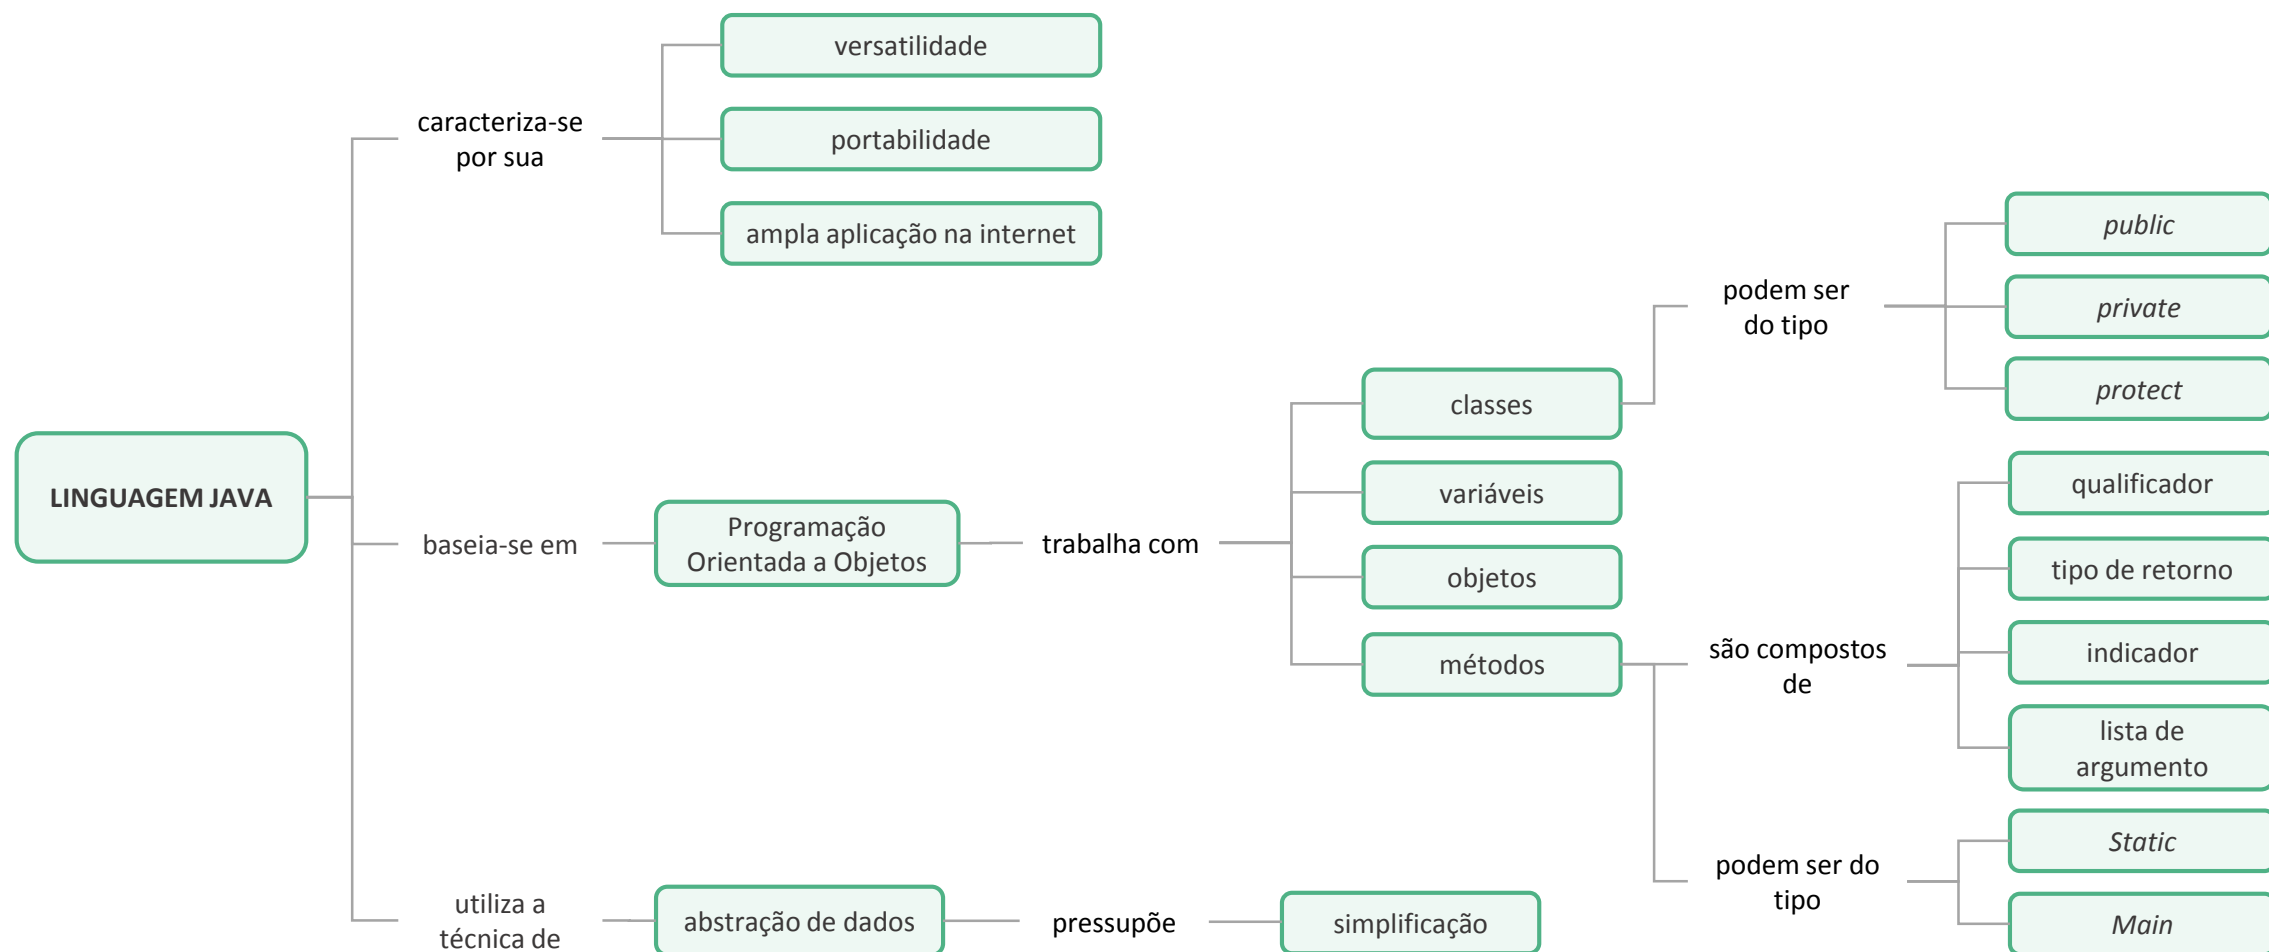 LINGUAGEM JAVA
caracteriza-se
por sua
versatilidade
portabilidade
ampla aplicação na internet
baseia-se em
Programação
Orientada a Objetos
trabalha com
classes
podem ser
do tipo
public
private
protect
variáveis
objetos
métodos
são compostos
de
qualificador
tipo de retorno
indicador
lista de
argumento
podem ser do
tipo
Static
Main
utiliza a
técnica de
abstração de dados
pressupõe
simplificação